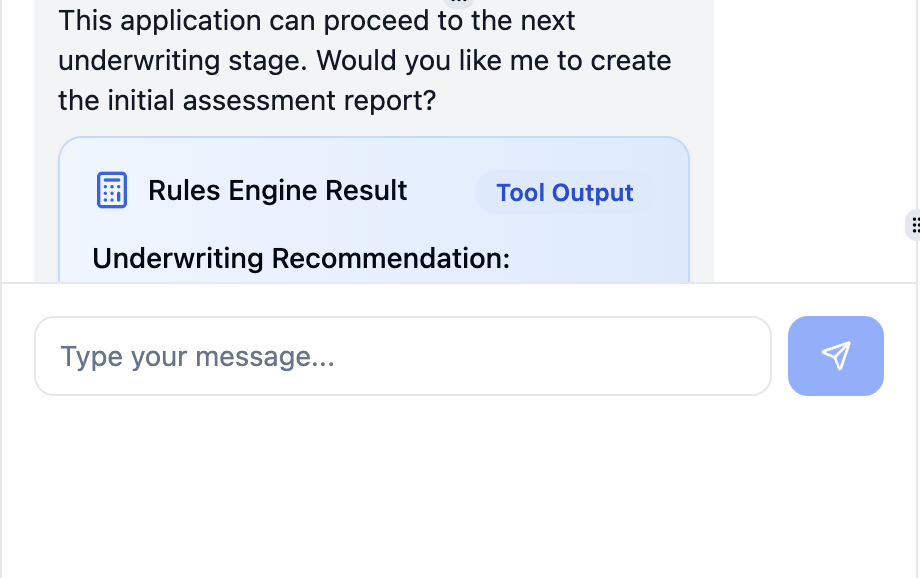 This application can proceed to the next
underwriting stage. Would you like me to create
the initial assessment report?
Rules Engine Result
Tool Output
Underwriting Recommendation:
Type your message...